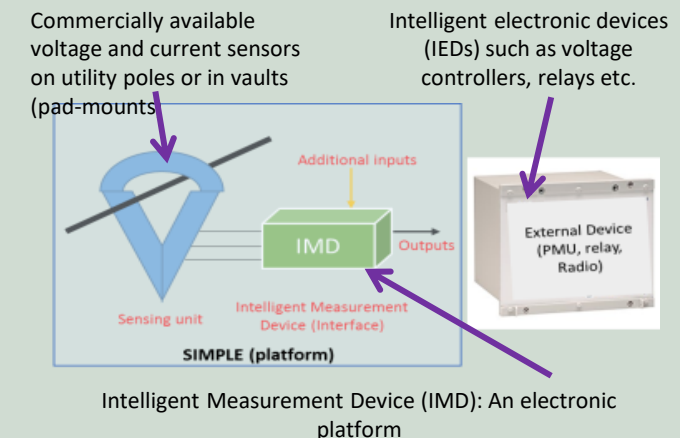 Commercially available
voltage and current sensors
on utility poles or in vaults
(pad-mounts
Intelligent electronic devices
(IEDs) such as voltage
controllers, relays etc.
Additional inputs
IMD
Outputs
Sensing unit
Intelligent Measurement
Device (Interface)
SIMPLE (platform)
External Device
(PMU, relay,
Radio)
Intelligent Measurement Device (IMD): An electronic
platform